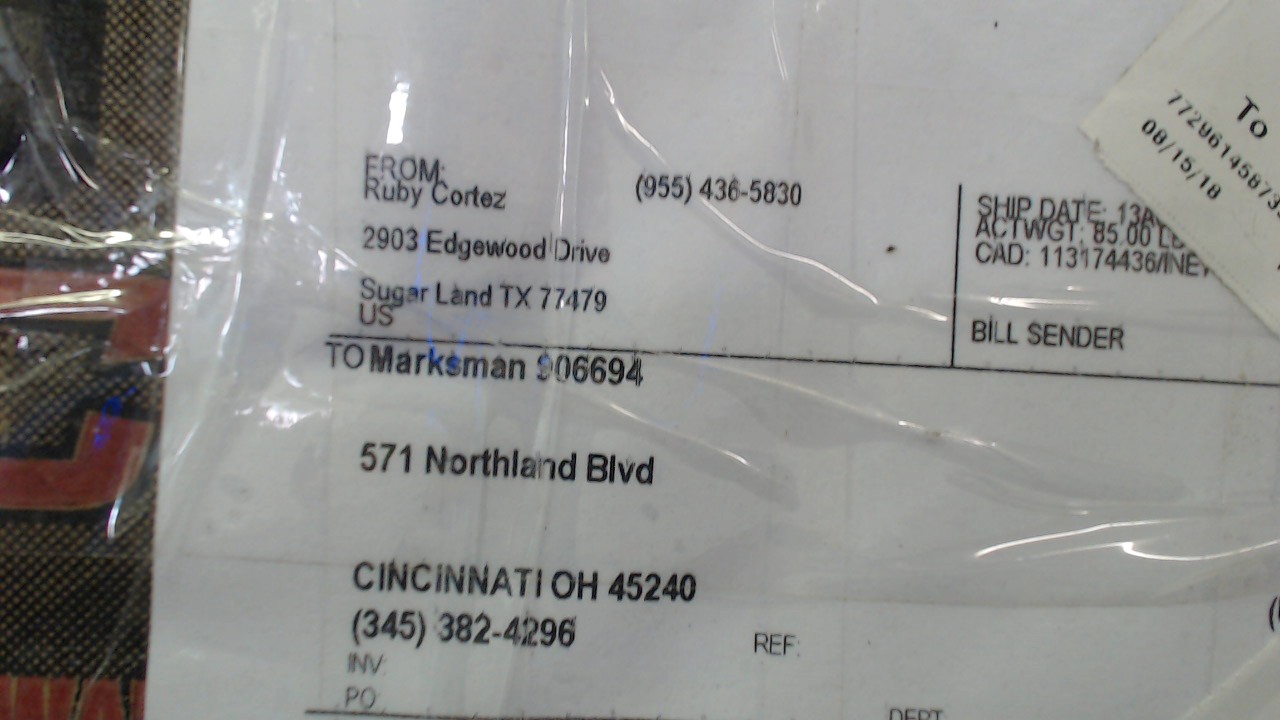 FROM:
Ruby Cortez (955) 436-5830
2903 Edgewood Drive
Sugar Land TX 77479
US
SHIP DATE:
ACTWGT: 85.00
CAD: 113174436/INET
BILL SENDER
TO Marksman 906694
571 Northland Blvd
CINCINNATI OH 45240
(345) 382-4296
INV:
PO
REF:
DEPT
To
08/15/18